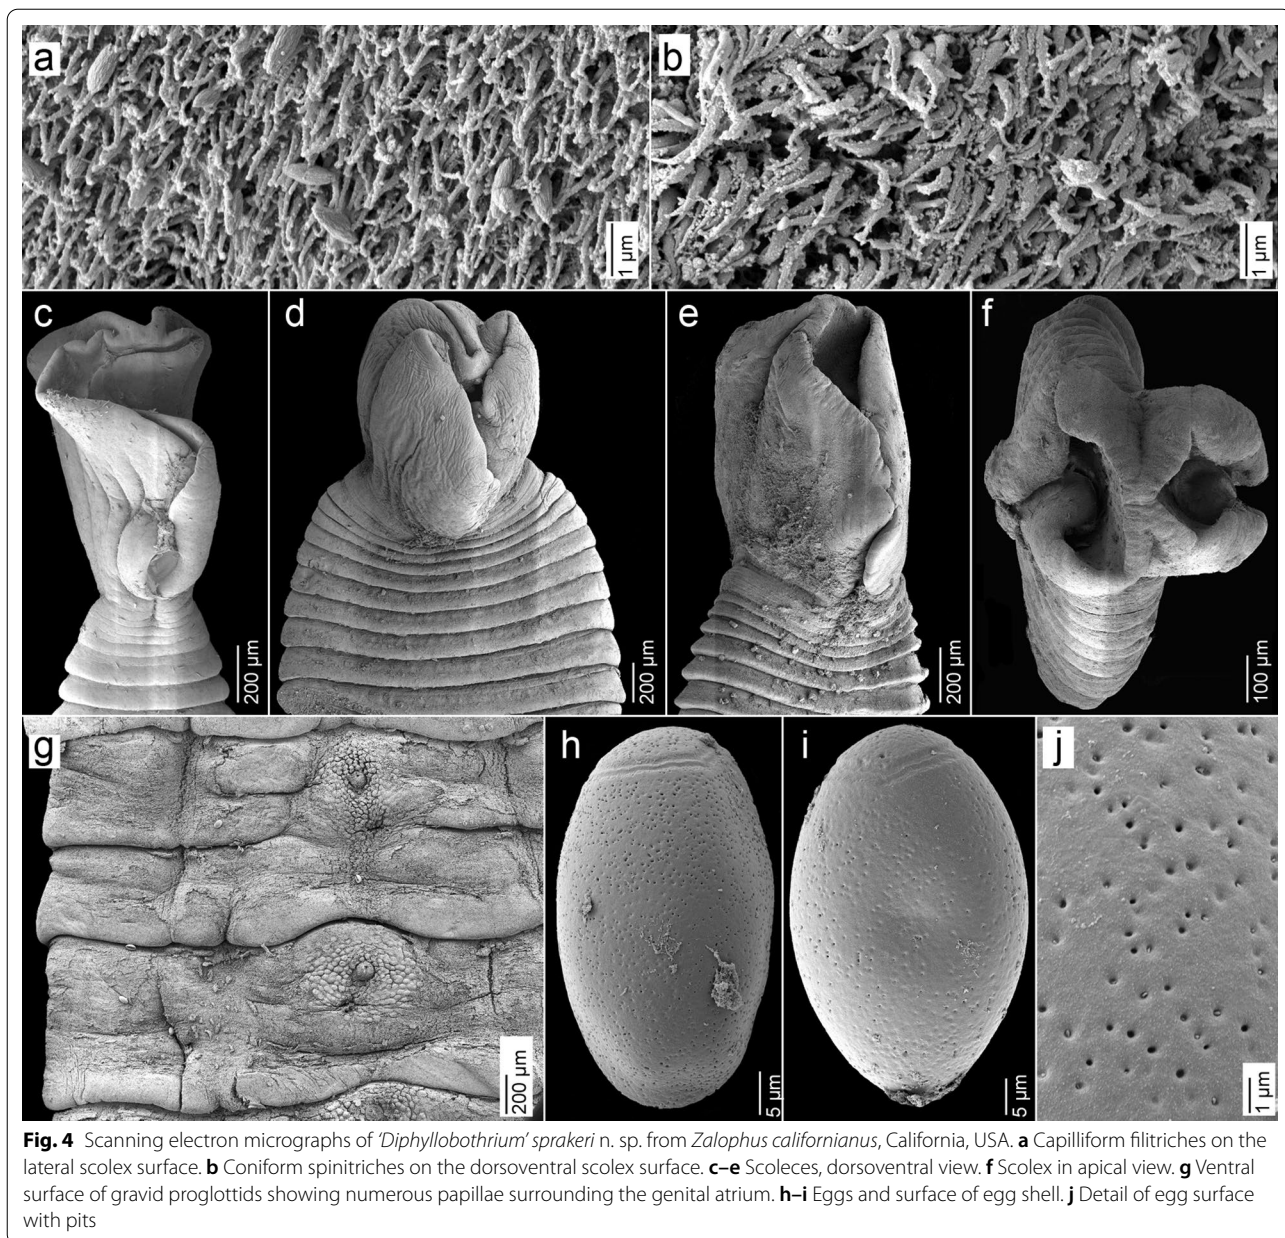 a
b
1 µm
1 µm
c
d
e
f
200 µm
200 µm
200 µm
100 µm
g
h
i
j
200 µm
5 µm
5 µm
1 µm
Fig. 4 Scanning electron micrographs of ‘Diphyllobothrium’ sprakeri n. sp. from Zalophus californianus, California, USA. a Capilliform filitriches on the
lateral scolex surface. b Coniform spinitriches on the dorsoventral scolex surface. c–e Scoleces, dorsoventral view. f Scolex in apical view. g Ventral
surface of gravid proglottids showing numerous papillae surrounding the genital atrium. h–i Eggs and surface of egg shell. j Detail of egg surface
with pits